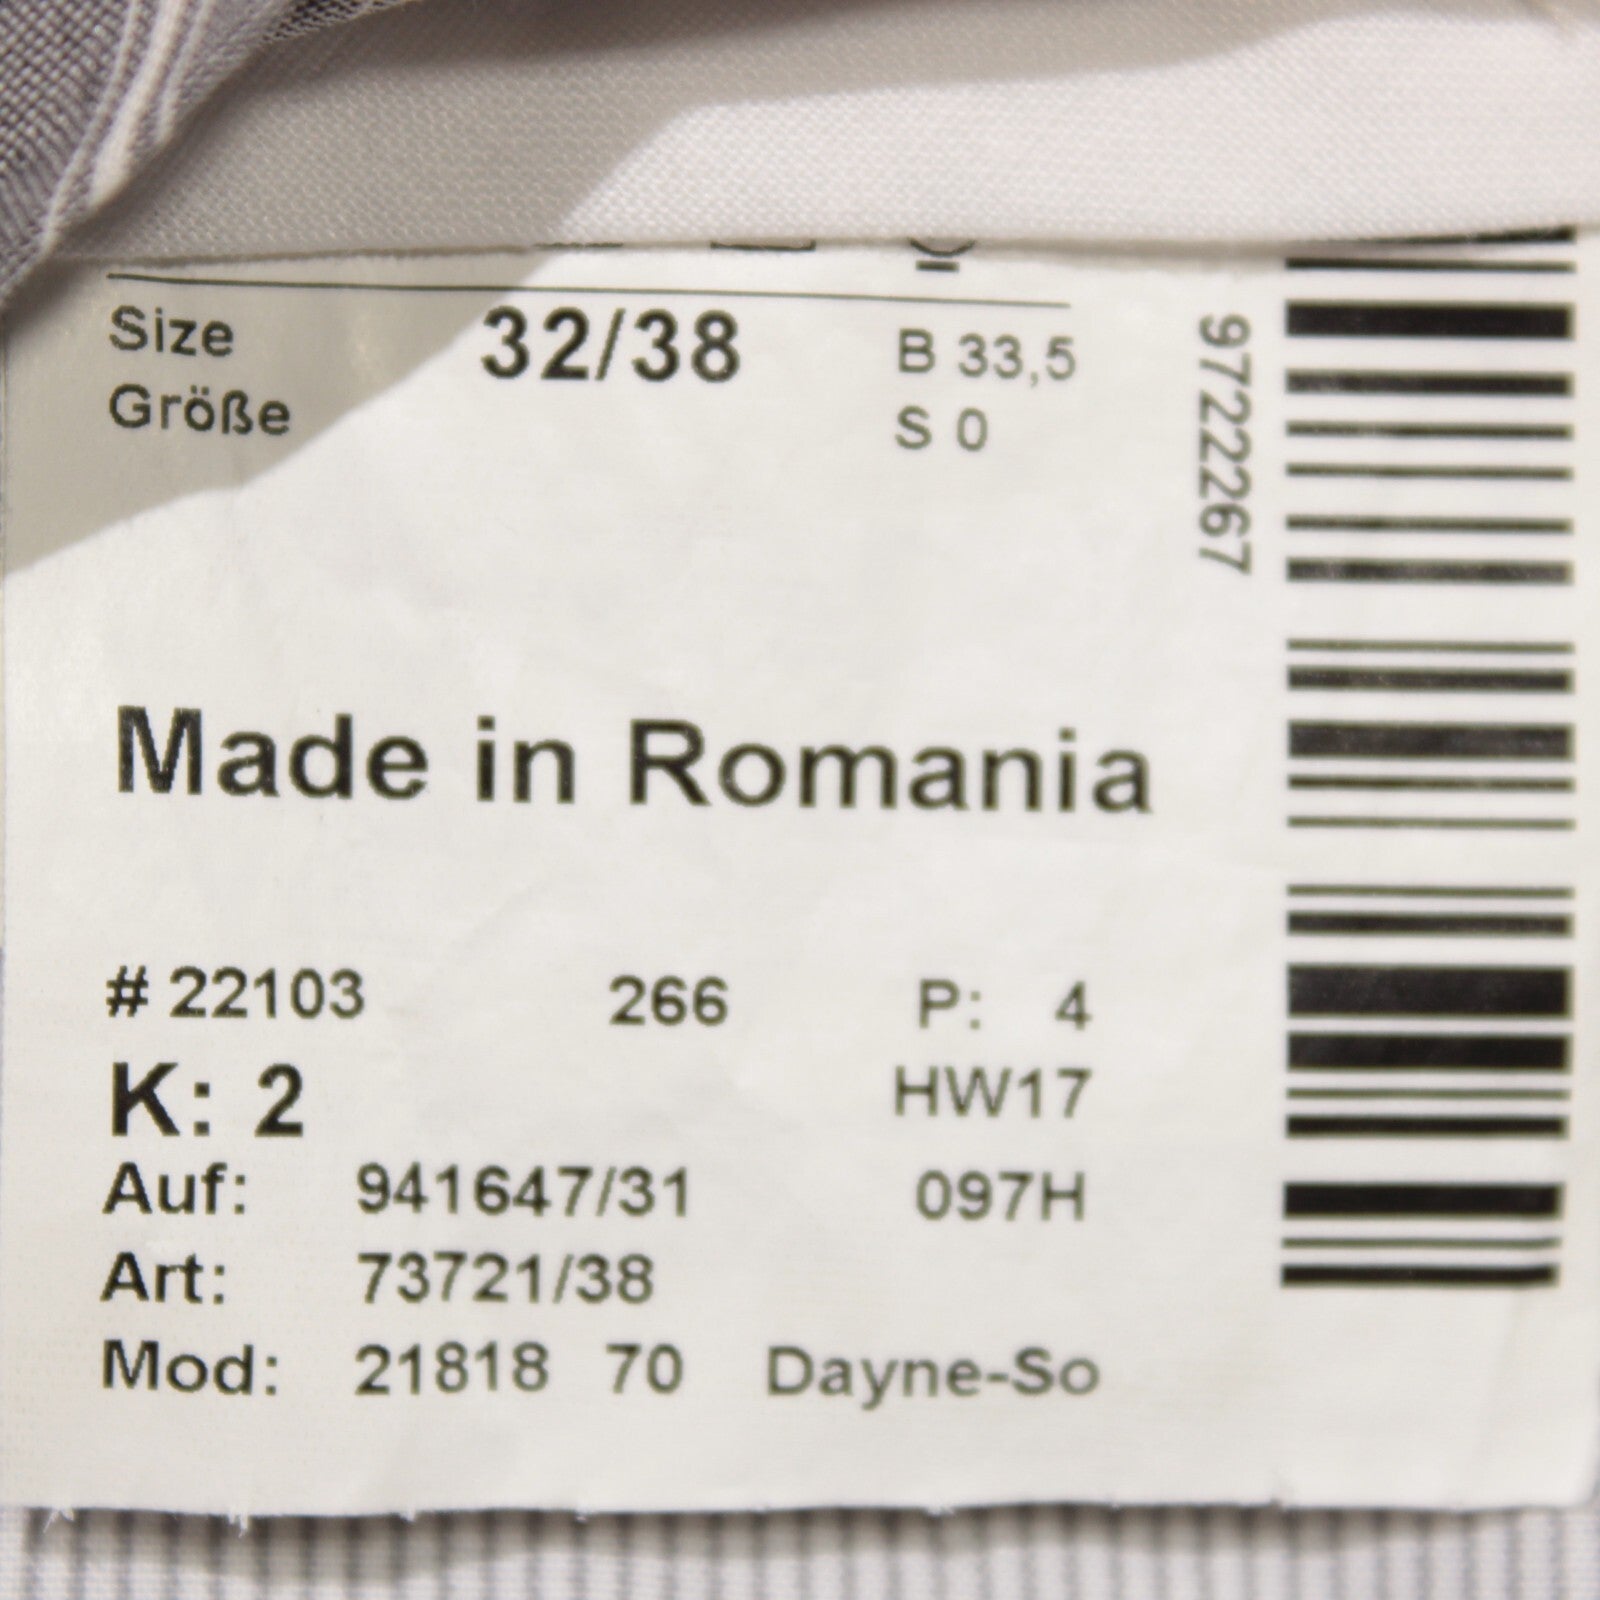 Size 32/38 B 33,5
Größe S 0
9722267
Made in Romania
# 22103 266 P: 4
K: 2 HW17
Auf: 941647/31 097H
Art: 73721/38
Mod: 21818 70 Dayne-So